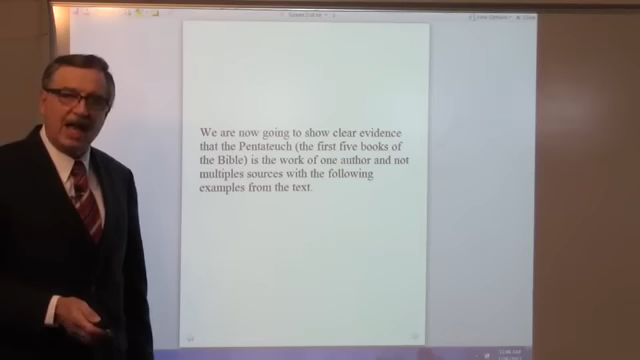 We are now going to show clear evidence
that the Pentateuch (the first five books of
the Bible) is the work of one author and not
multiples sources with the following
examples from the text.